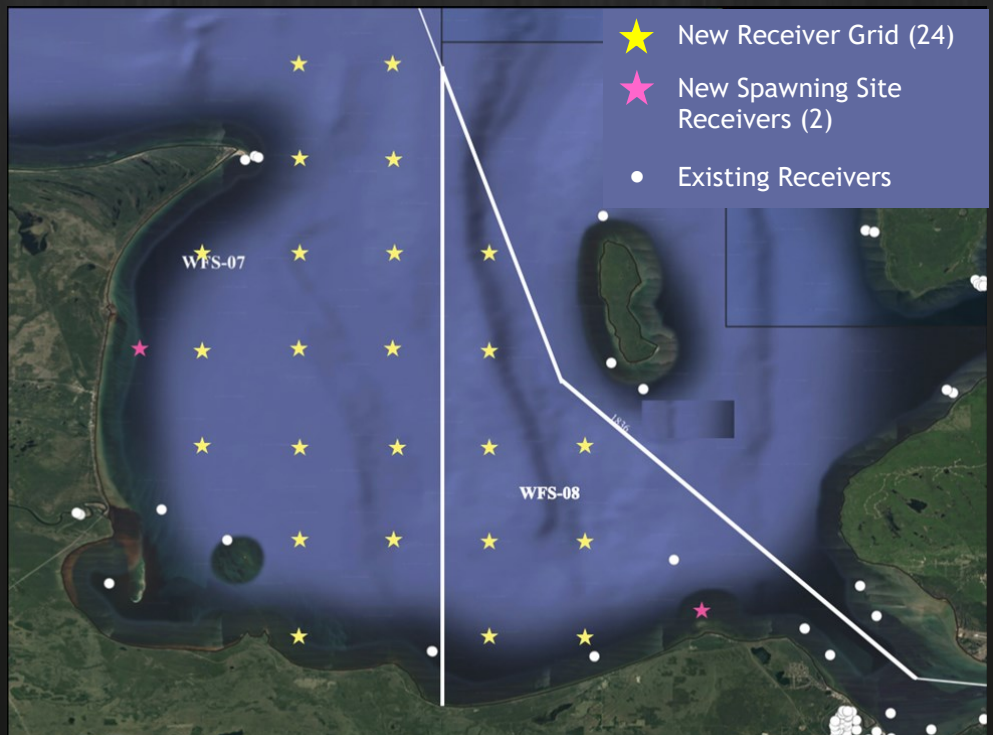 New Receiver Grid (24)
New Spawning Site
Receivers (2)
Existing Receivers
WFS-07
1836
WFS-08